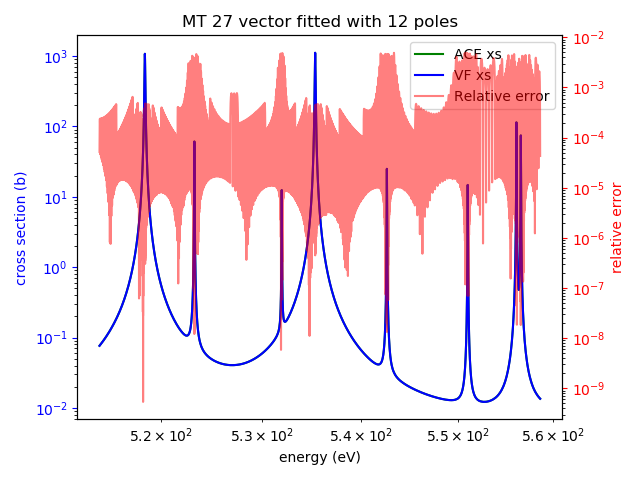 MT 27 vector fitted with 12 poles
ACE xs
VF xs
Relative error
10³
10²
10¹
10⁰
10⁻¹
10⁻²
cross section (b)
10⁻²
10⁻³
10⁻⁴
10⁻⁵
10⁻⁶
10⁻⁷
10⁻⁸
10⁻⁹
relative error
5.2 × 10² 5.3 × 10² 5.4 × 10² 5.5 × 10² 5.6 × 10²
energy (eV)